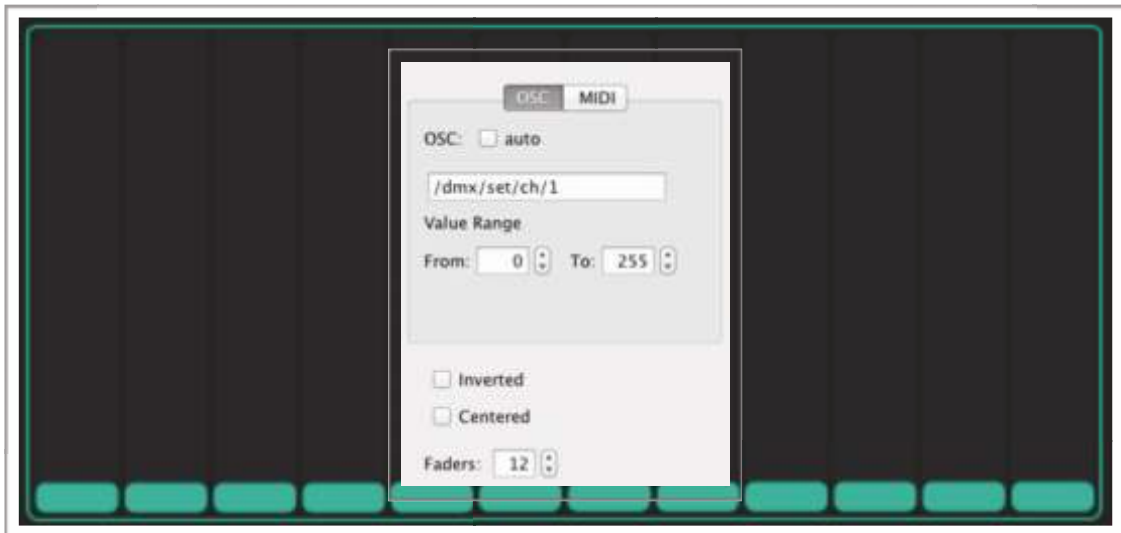 OSC MIDI
OSC: auto
/dmx/set/ch/1
Value Range
From: 0 To: 255
Inverted
Centered
Faders: 12